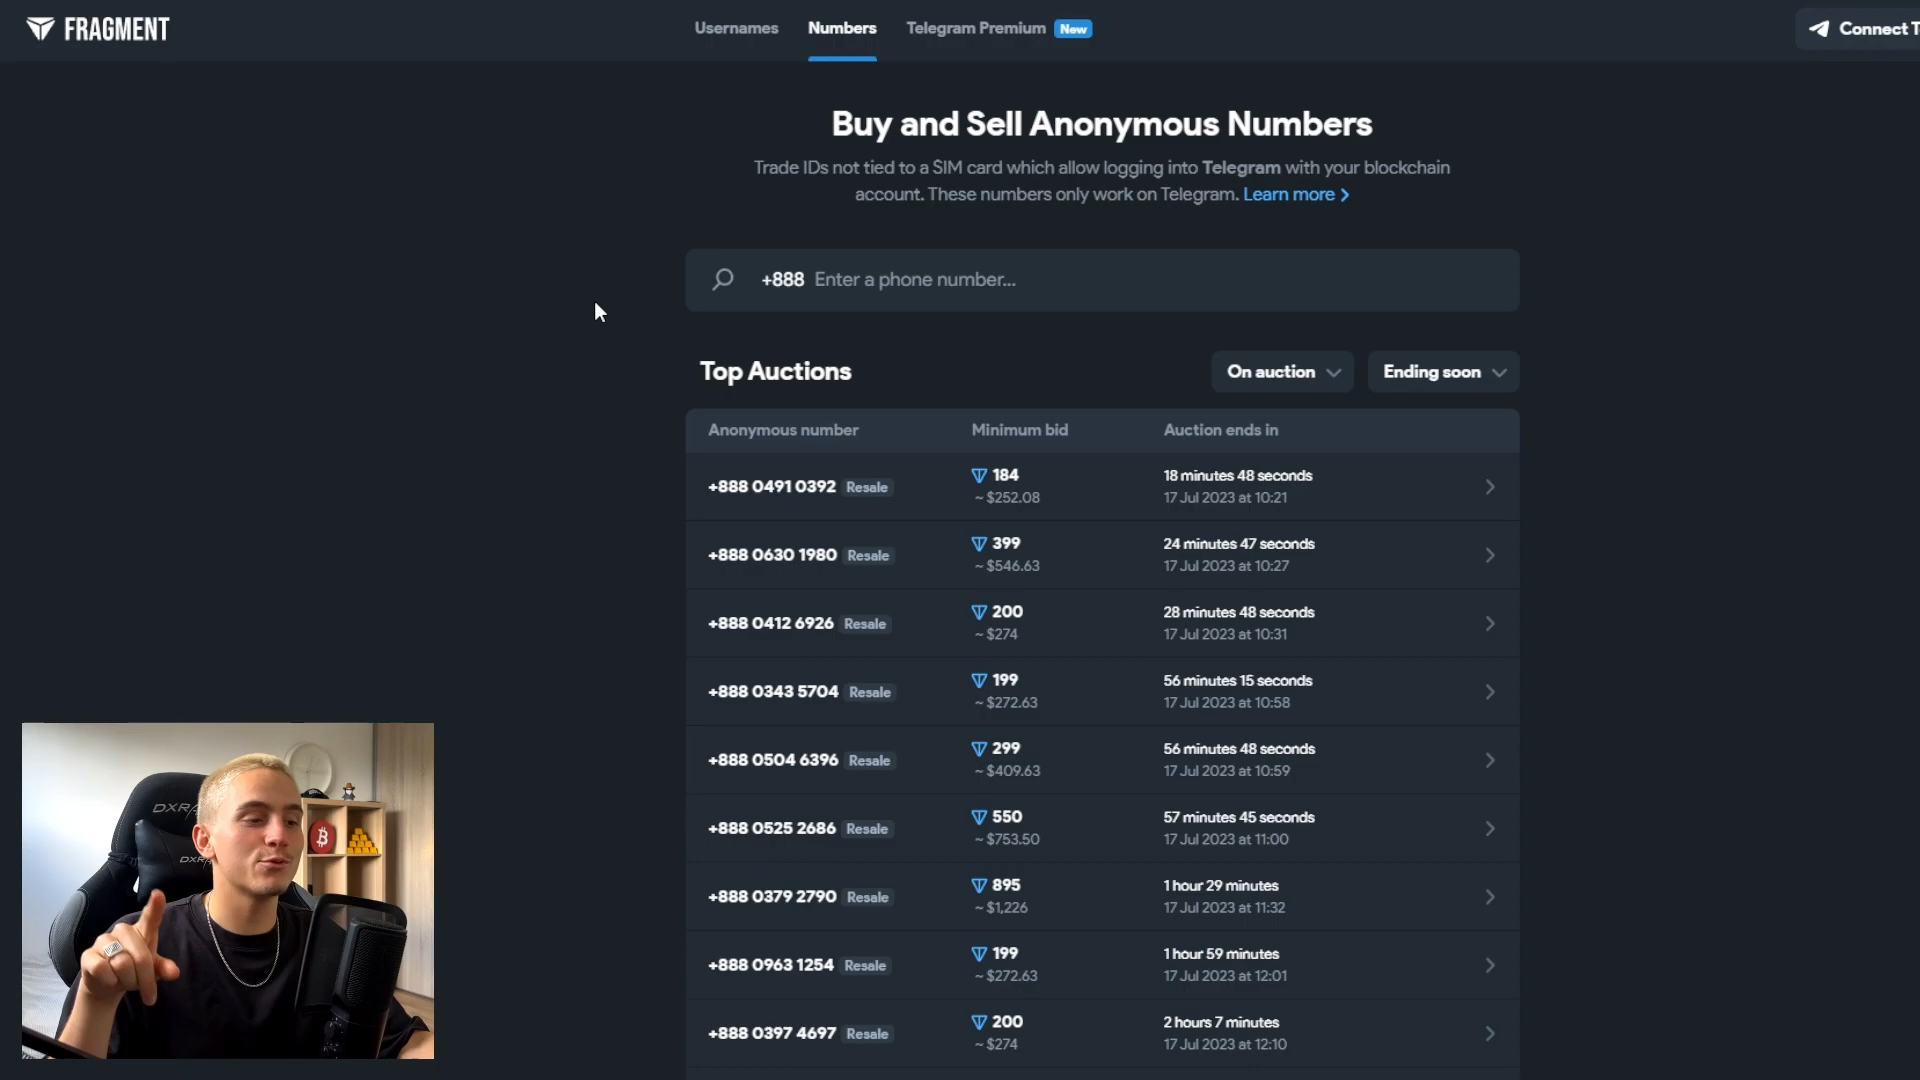 FRAGMENT
Usernames
Numbers
Telegram Premium New
Connect T
Buy and Sell Anonymous Numbers
Trade IDs not tied to a SIM card which allow logging into Telegram with your blockchain
account. These numbers only work on Telegram. Learn more
+888 Enter a phone number...
Top Auctions
On auction
Ending soon
Anonymous number
Minimum bid
Auction ends in
+888 0491 0392 Resale
184
~ $252.08
18 minutes 48 seconds
17 Jul 2023 at 10:21
+888 0630 1980 Resale
399
~ $546.63
24 minutes 47 seconds
17 Jul 2023 at 10:27
+888 0412 6926 Resale
200
~ $274
28 minutes 48 seconds
17 Jul 2023 at 10:31
+888 0343 5704 Resale
199
~ $272.63
56 minutes 15 seconds
17 Jul 2023 at 10:58
+888 0504 6396 Resale
299
~ $409.63
56 minutes 48 seconds
17 Jul 2023 at 10:59
+888 0525 2686 Resale
550
~ $753.50
57 minutes 45 seconds
17 Jul 2023 at 11:00
+888 0379 2790 Resale
895
~ $1,226
1 hour 29 minutes
17 Jul 2023 at 11:32
+888 0963 1254 Resale
199
~ $272.63
1 hour 59 minutes
17 Jul 2023 at 12:01
+888 0397 4697 Resale
200
~ $274
2 hours 7 minutes
17 Jul 2023 at 12:10